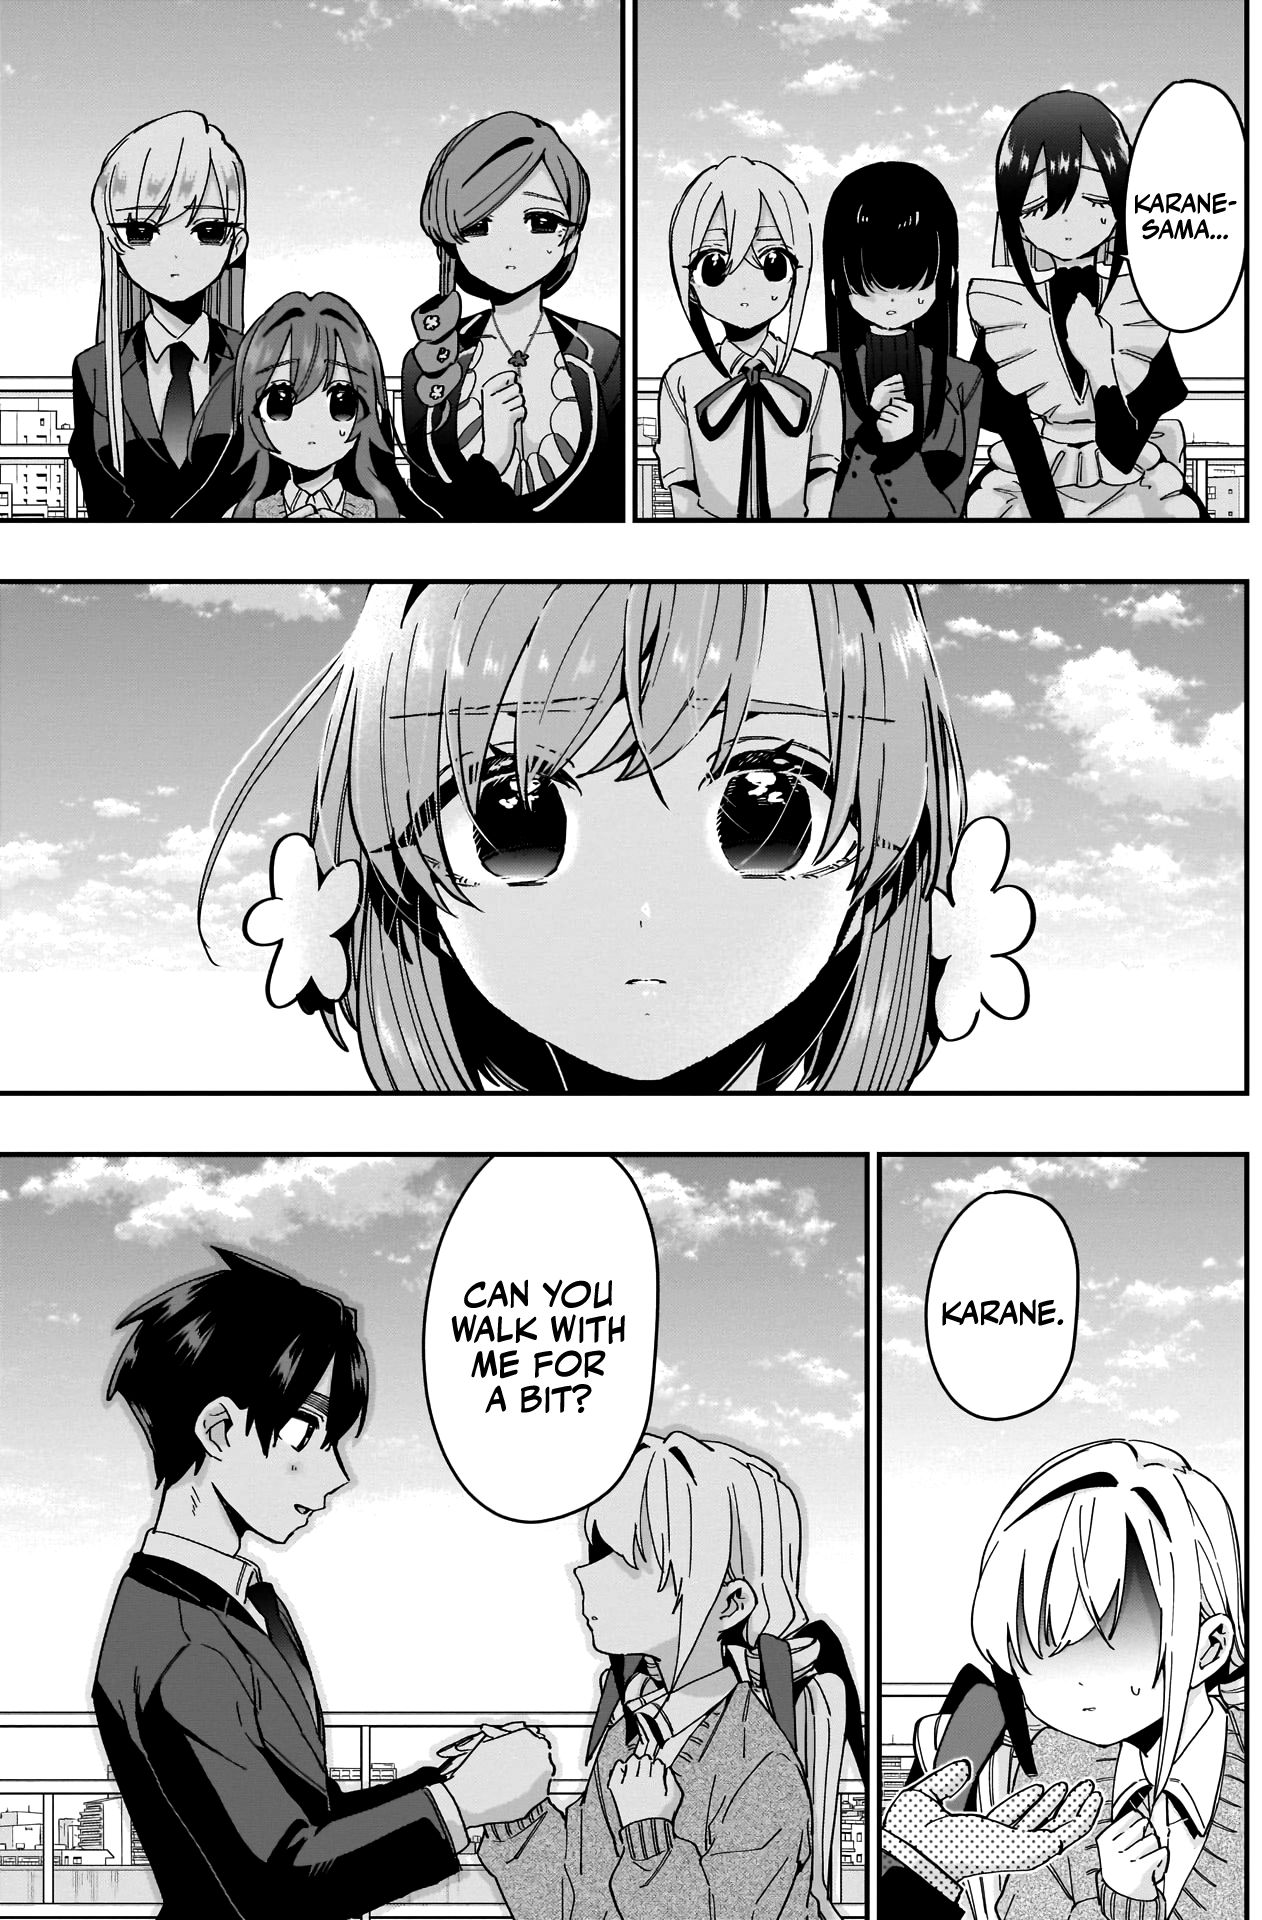 KARANE-
SAMA...
KARANE.
CAN YOU
WALK WITH
ME FOR
A BIT?